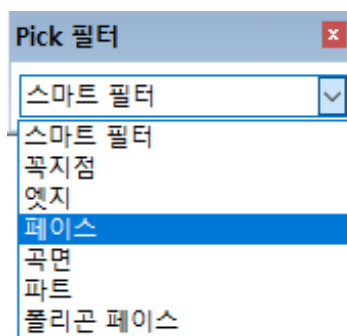 Pick 필터
스마트 필터
스마트 필터
꼭지점
엣지
페이스
곡면
파트
폴리곤 페이스